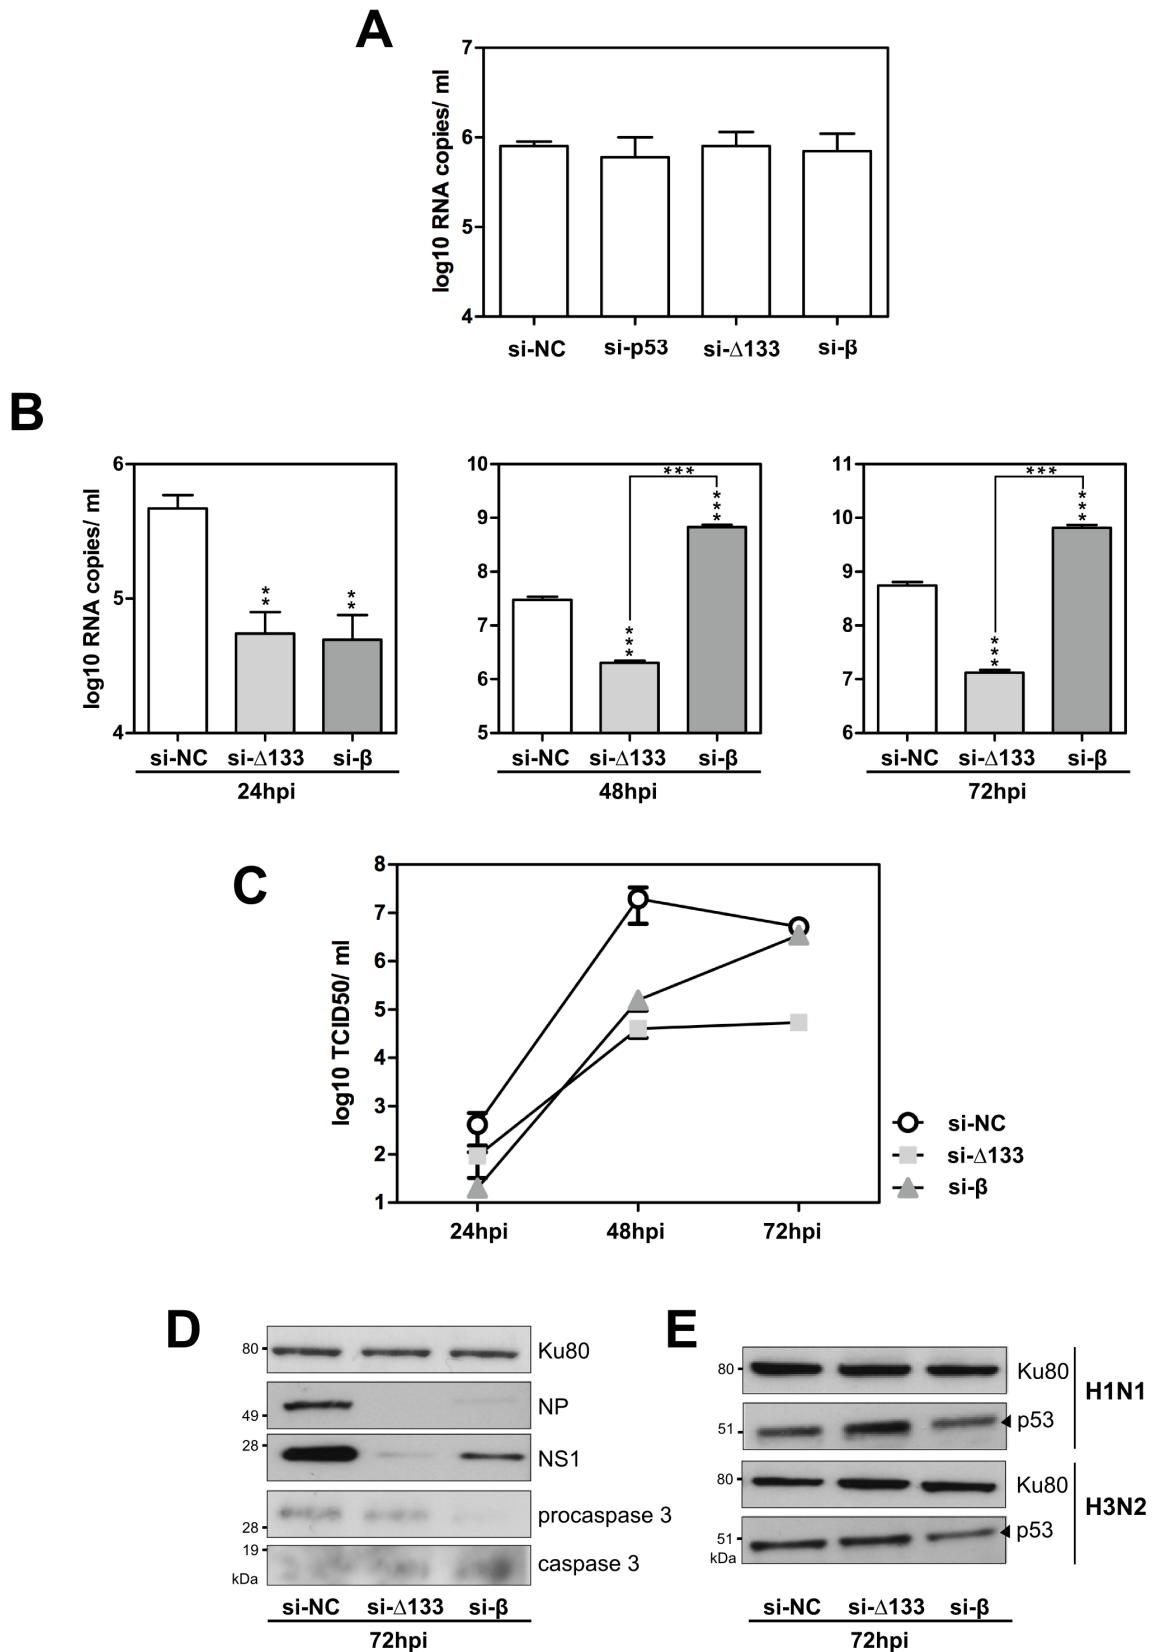 A
log10 RNA copies/ ml
7
6
5
4
si-NC si-p53 si-Δ133 si-β
B
log10 RNA copies/ ml
6
5
4
** **
si-NC si-Δ133 si-β
24hpi
10
9
8
7
6
5
***
*** ***
si-NC si-Δ133 si-β
48hpi
11
10
9
8
7
6
***
*** ***
si-NC si-Δ133 si-β
72hpi
C
log10 TCID50/ ml
8
7
6
5
4
3
2
1
24hpi 48hpi 72hpi
si-NC
si-Δ133
si-β
D
80 Ku80
49 NP
28 NS1
28 procaspase 3
19 caspase 3
kDa
si-NC si-Δ133 si-β
72hpi
E
80 Ku80
51 p53
H1N1
80 Ku80
51 p53
H3N2
kDa
si-NC si-Δ133 si-β
72hpi